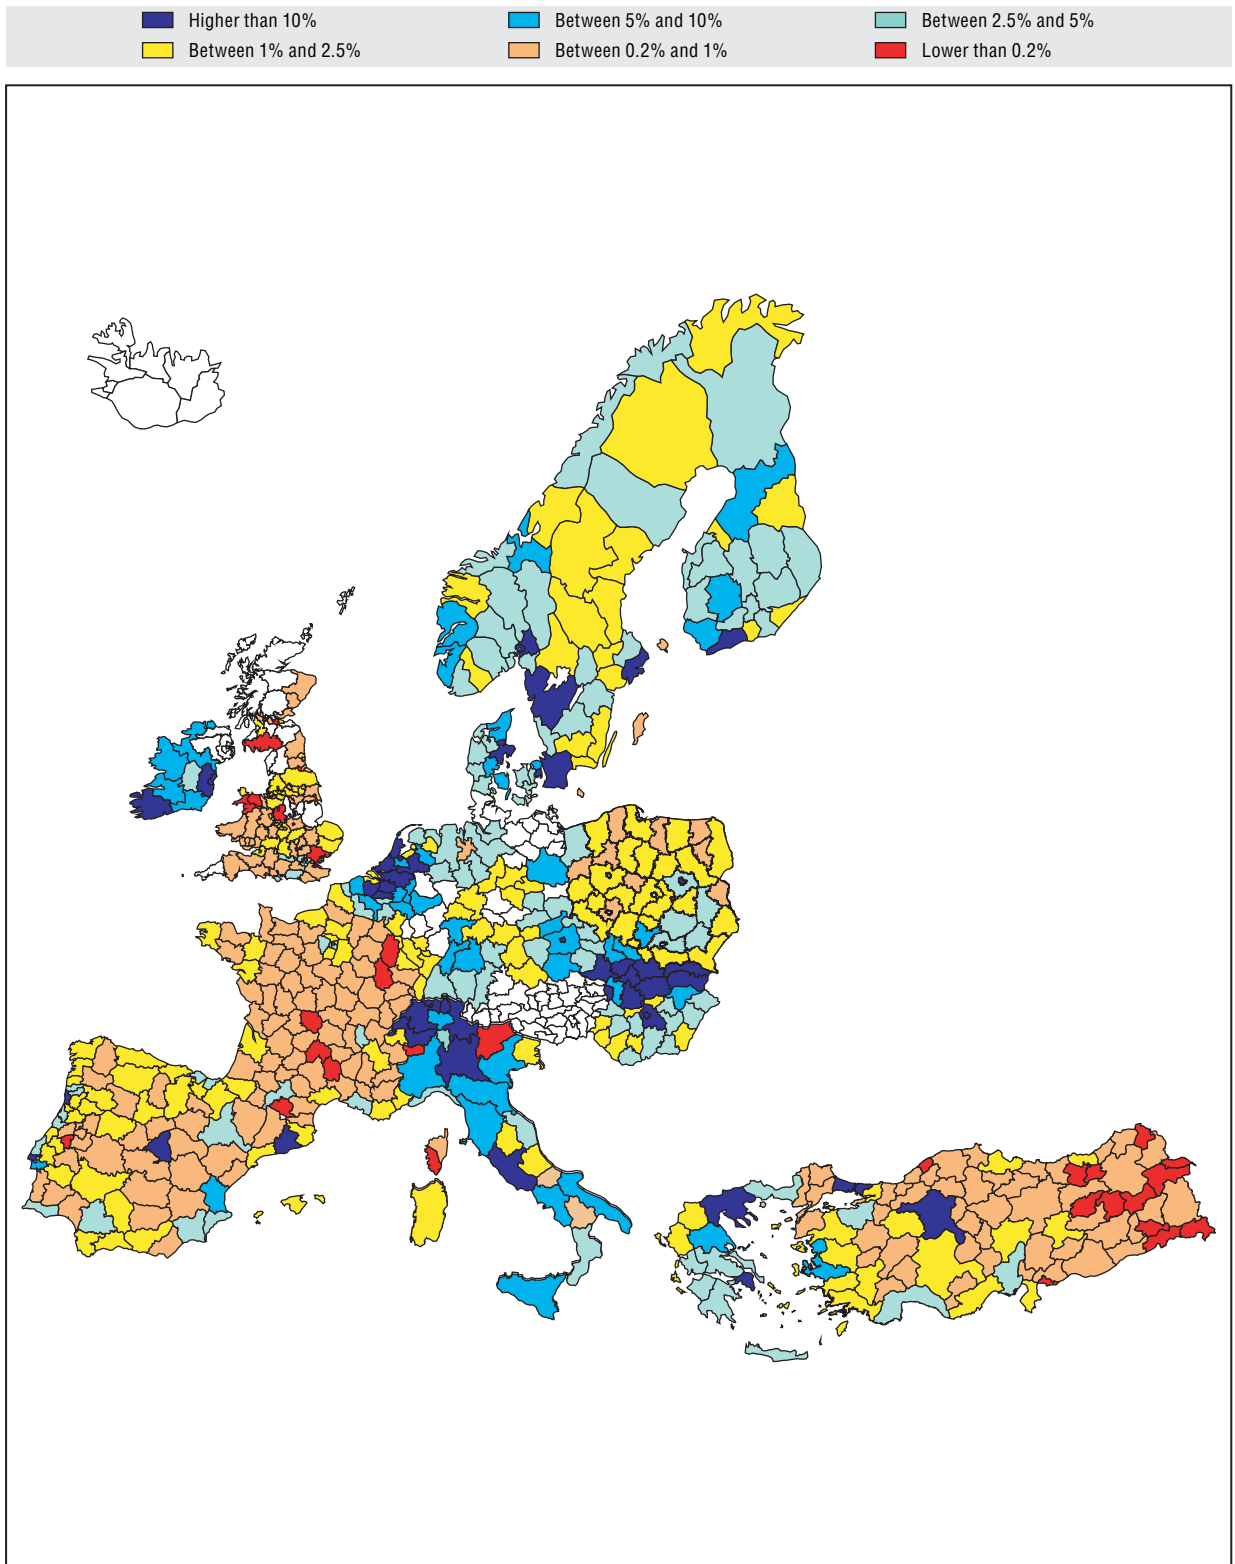 Higher than 10% Between 5% and 10% Between 2.5% and 5%
Between 1% and 2.5% Between 0.2% and 1% Lower than 0.2%